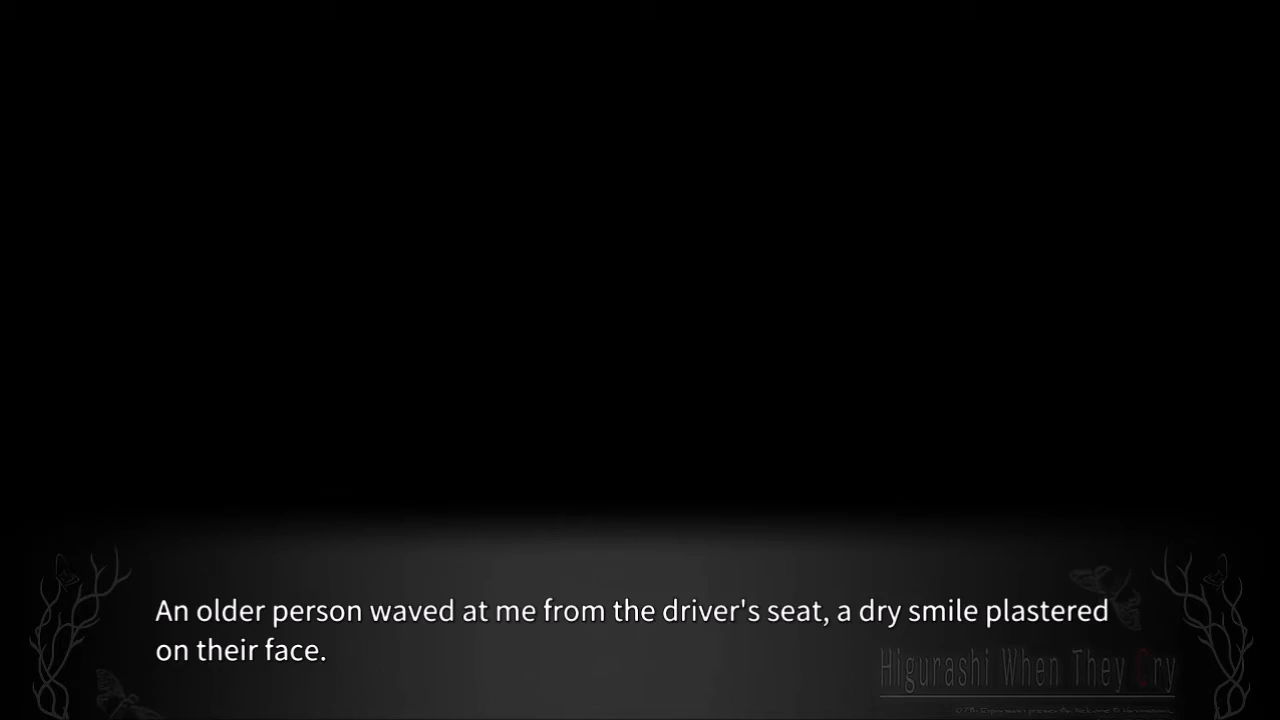 An older person waved at me from the driver's seat, a dry smile plastered
on their face.
Higurashi When They Cry